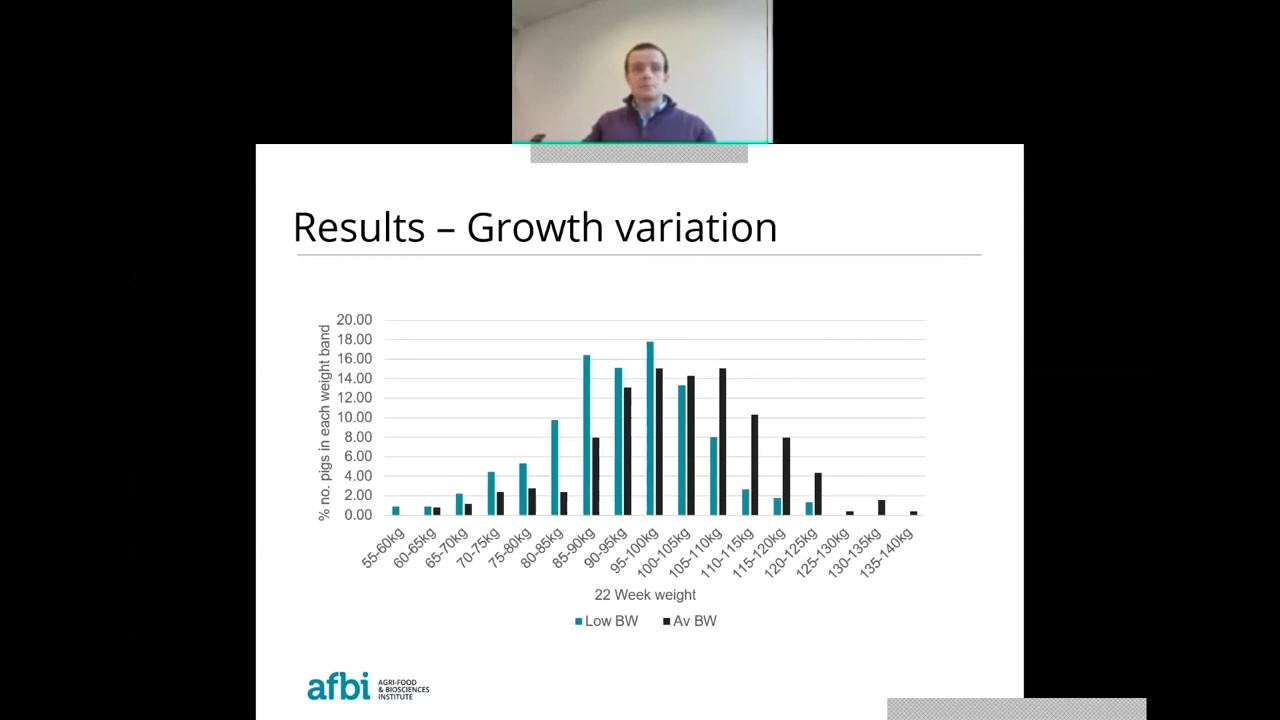 Results – Growth variation
% no. pigs in each weight band
20.00
18.00
16.00
14.00
12.00
10.00
8.00
6.00
4.00
2.00
0.00
55-60kg
60-65kg
65-70kg
70-75kg
75-80kg
80-85kg
85-90kg
90-95kg
95-100kg
100-105kg
105-110kg
110-115kg
115-120kg
120-125kg
125-130kg
130-135kg
135-140kg
22 Week weight
Low BW
Av BW
afbi
AGRI-FOOD
& BIOSCIENCES
INSTITUTE